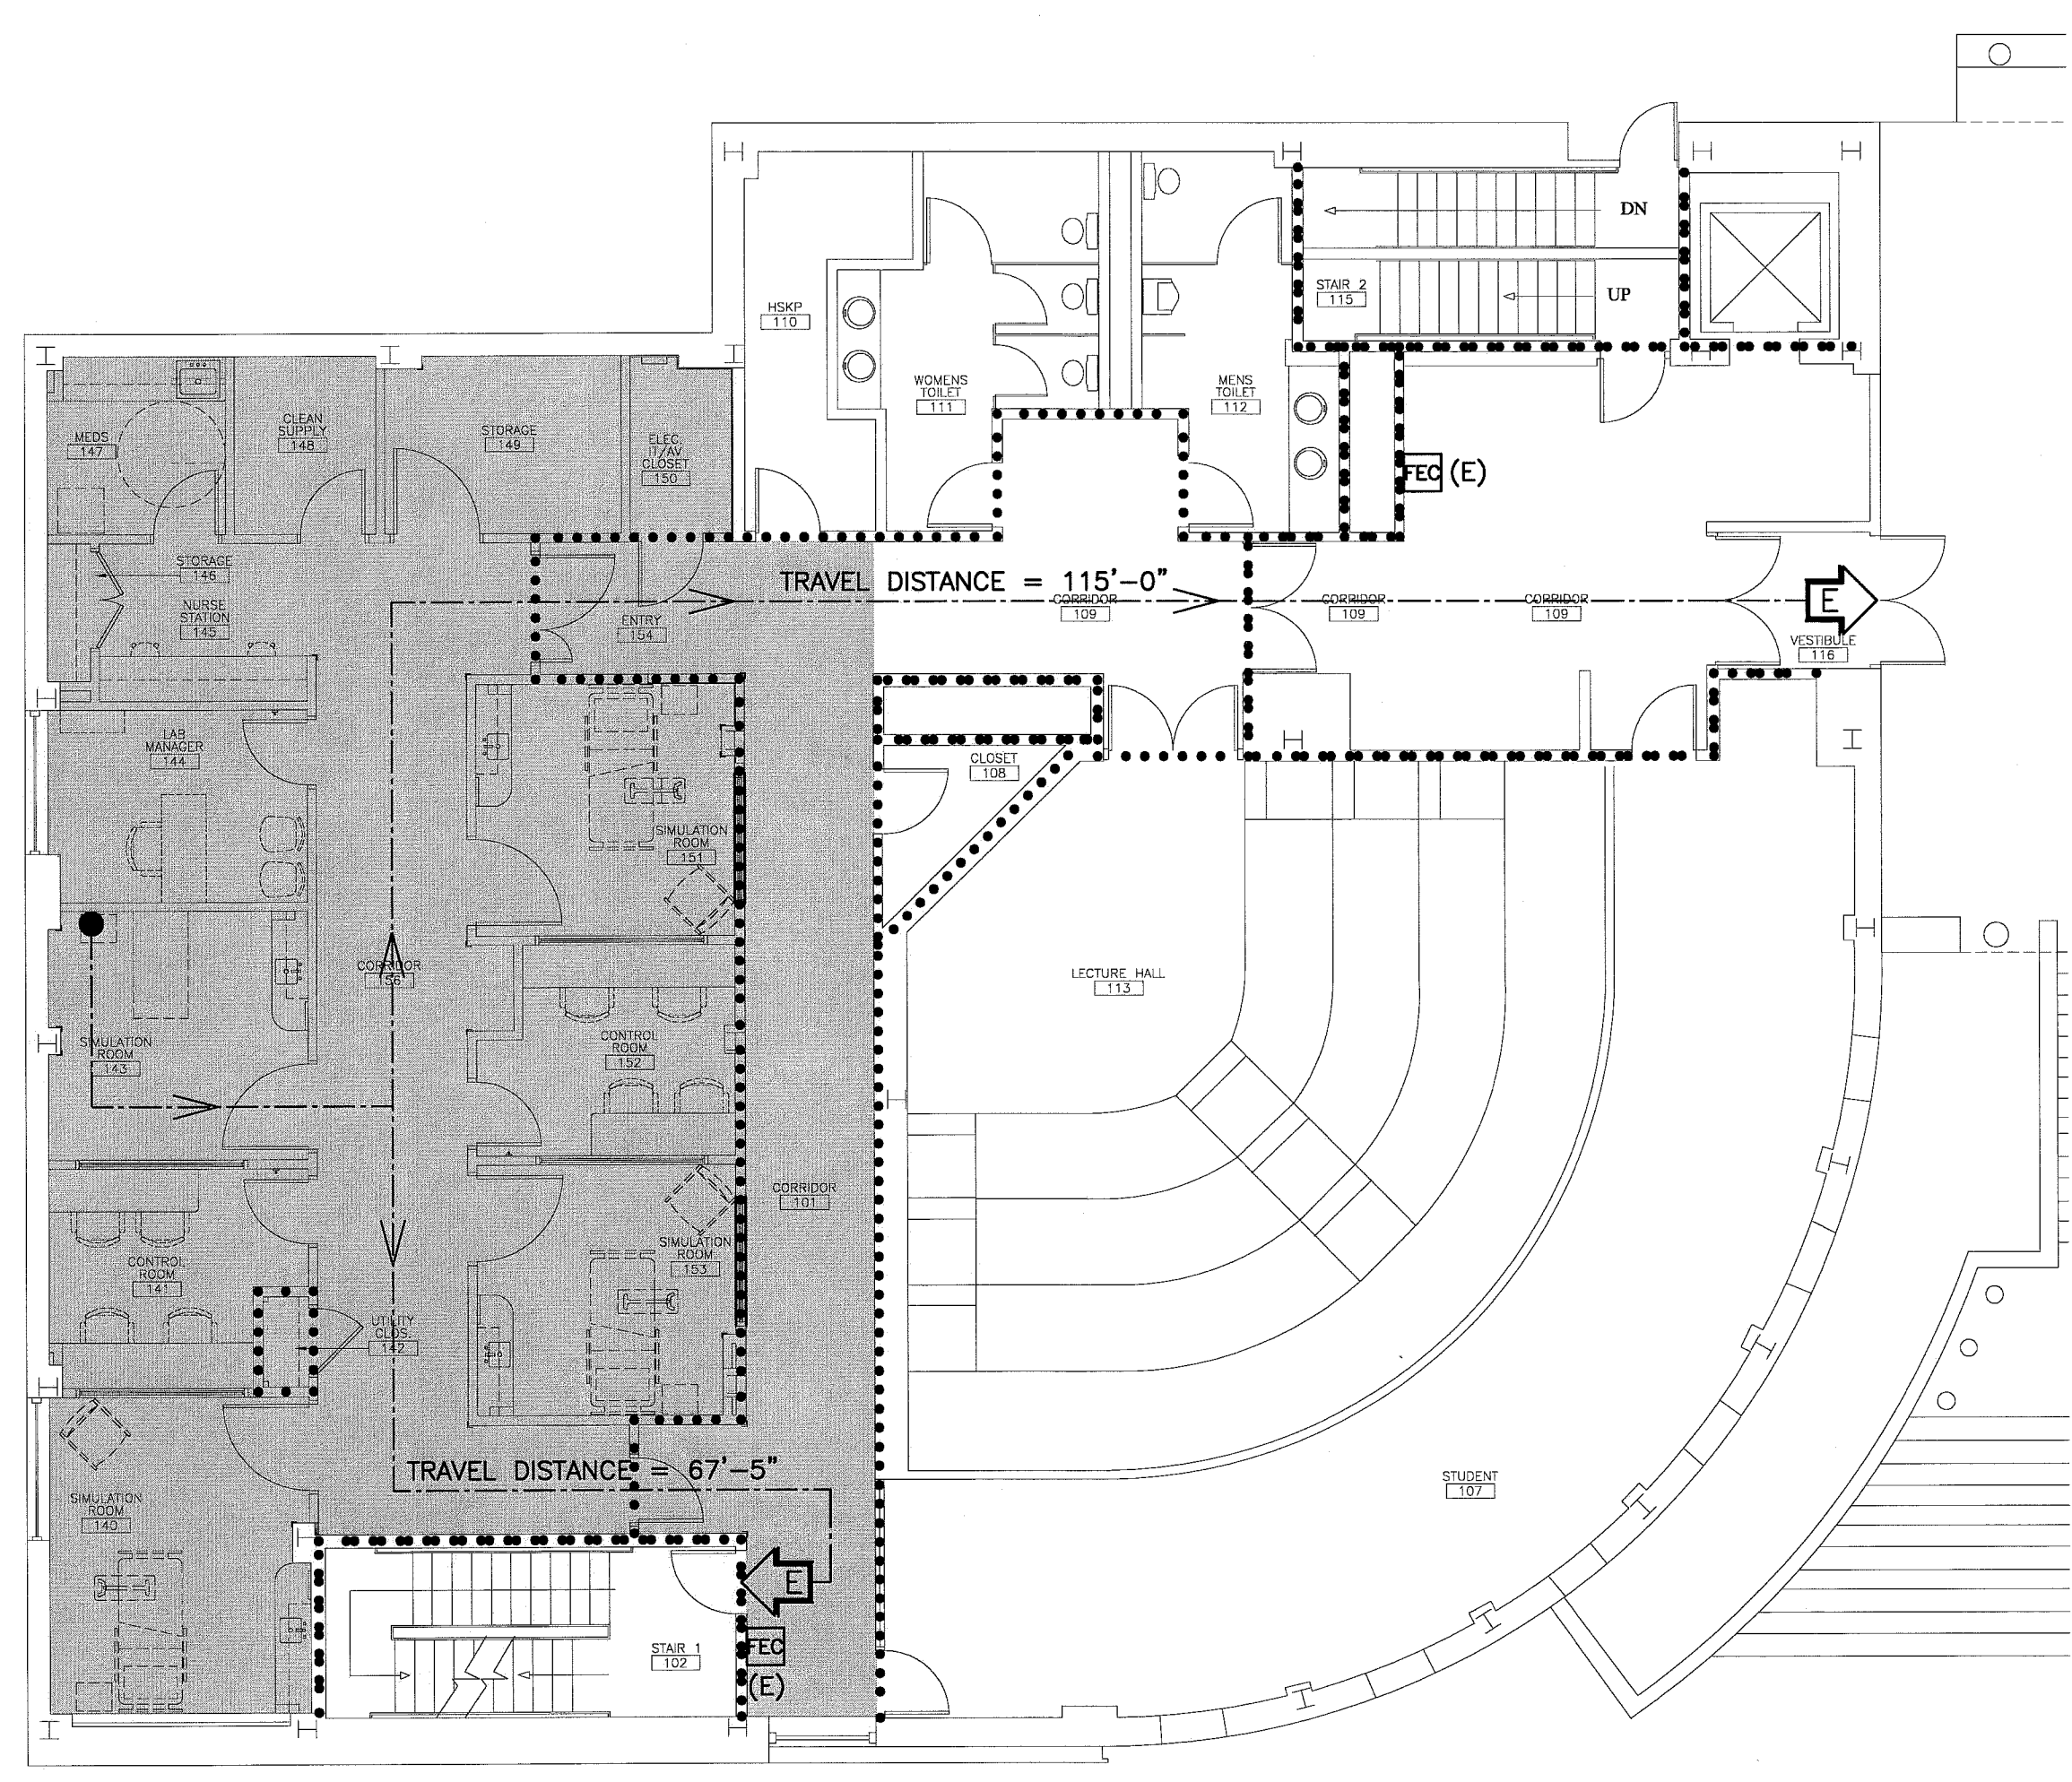 DN
UP
STAIR 2
115
HSKP
110
WOMENS
TOILET
111
MENS
TOILET
112
FEC (E)
MEDS
147
CLEAN
SUPPLY
148
STORAGE
149
ELEC.
IT/AV
CLOSET
150
STORAGE
146
NURSE
STATION
145
ENTRY
154
TRAVEL DISTANCE = 115'-0"
CORRIDOR
109
CORRIDOR
109
CORRIDOR
109
E
VESTIBULE
116
LAB
MANAGER
144
CLOSET
108
SIMULATION
ROOM
151
CORRIDOR
156
LECTURE HALL
113
SIMULATION
ROOM
143
CONTROL
ROOM
152
CORRIDOR
101
SIMULATION
ROOM
153
CONTROL
ROOM
141
UTILITY
CLOS.
142
TRAVEL DISTANCE = 67'-5"
STUDENT
107
SIMULATION
ROOM
140
E
STAIR 1
102
FEC
(E)